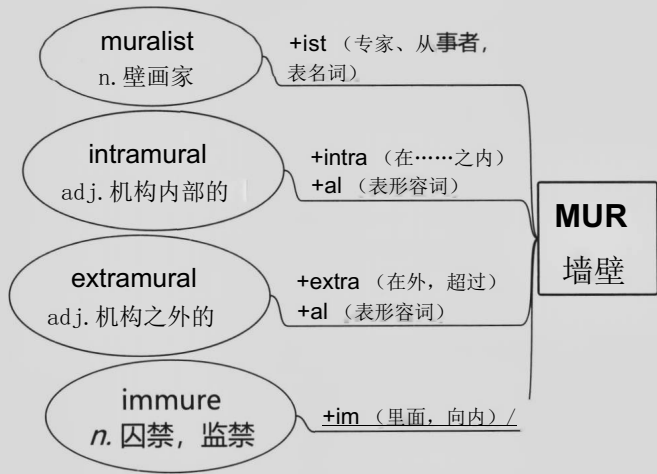 muralist
n.壁画家
+ist（专家、从事者，
表名词）
intramural
adj.机构内部的
+intra（在……之内）
+al（表形容词）
extramural
adj.机构之外的
+extra（在外，超过）
+al（表形容词）
immure
n.囚禁，监禁
+im（里面，向内）/
MUR
墙壁